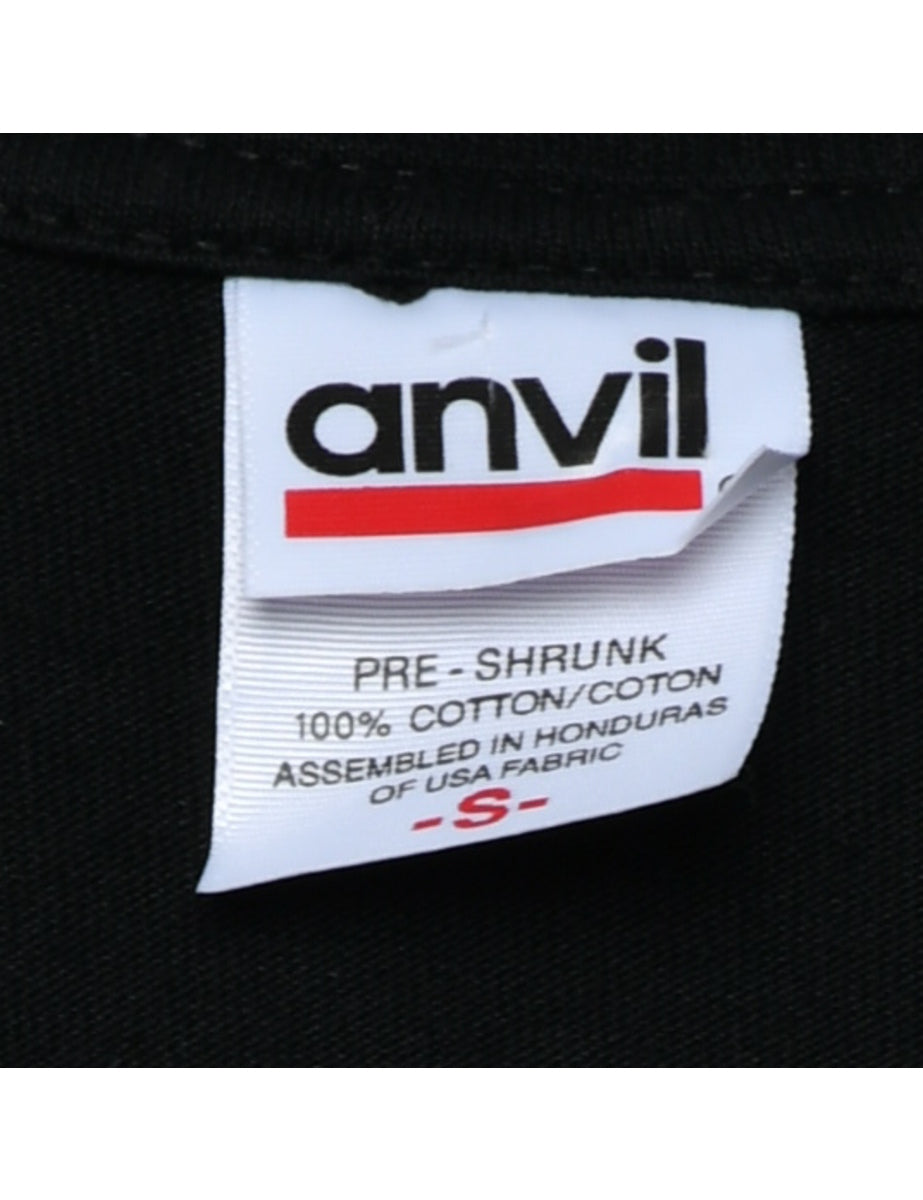 anvil
PRE - SHRUNK
100% COTTON/COTON
ASSEMBLED IN HONDURAS
OF USA FABRIC
-S-